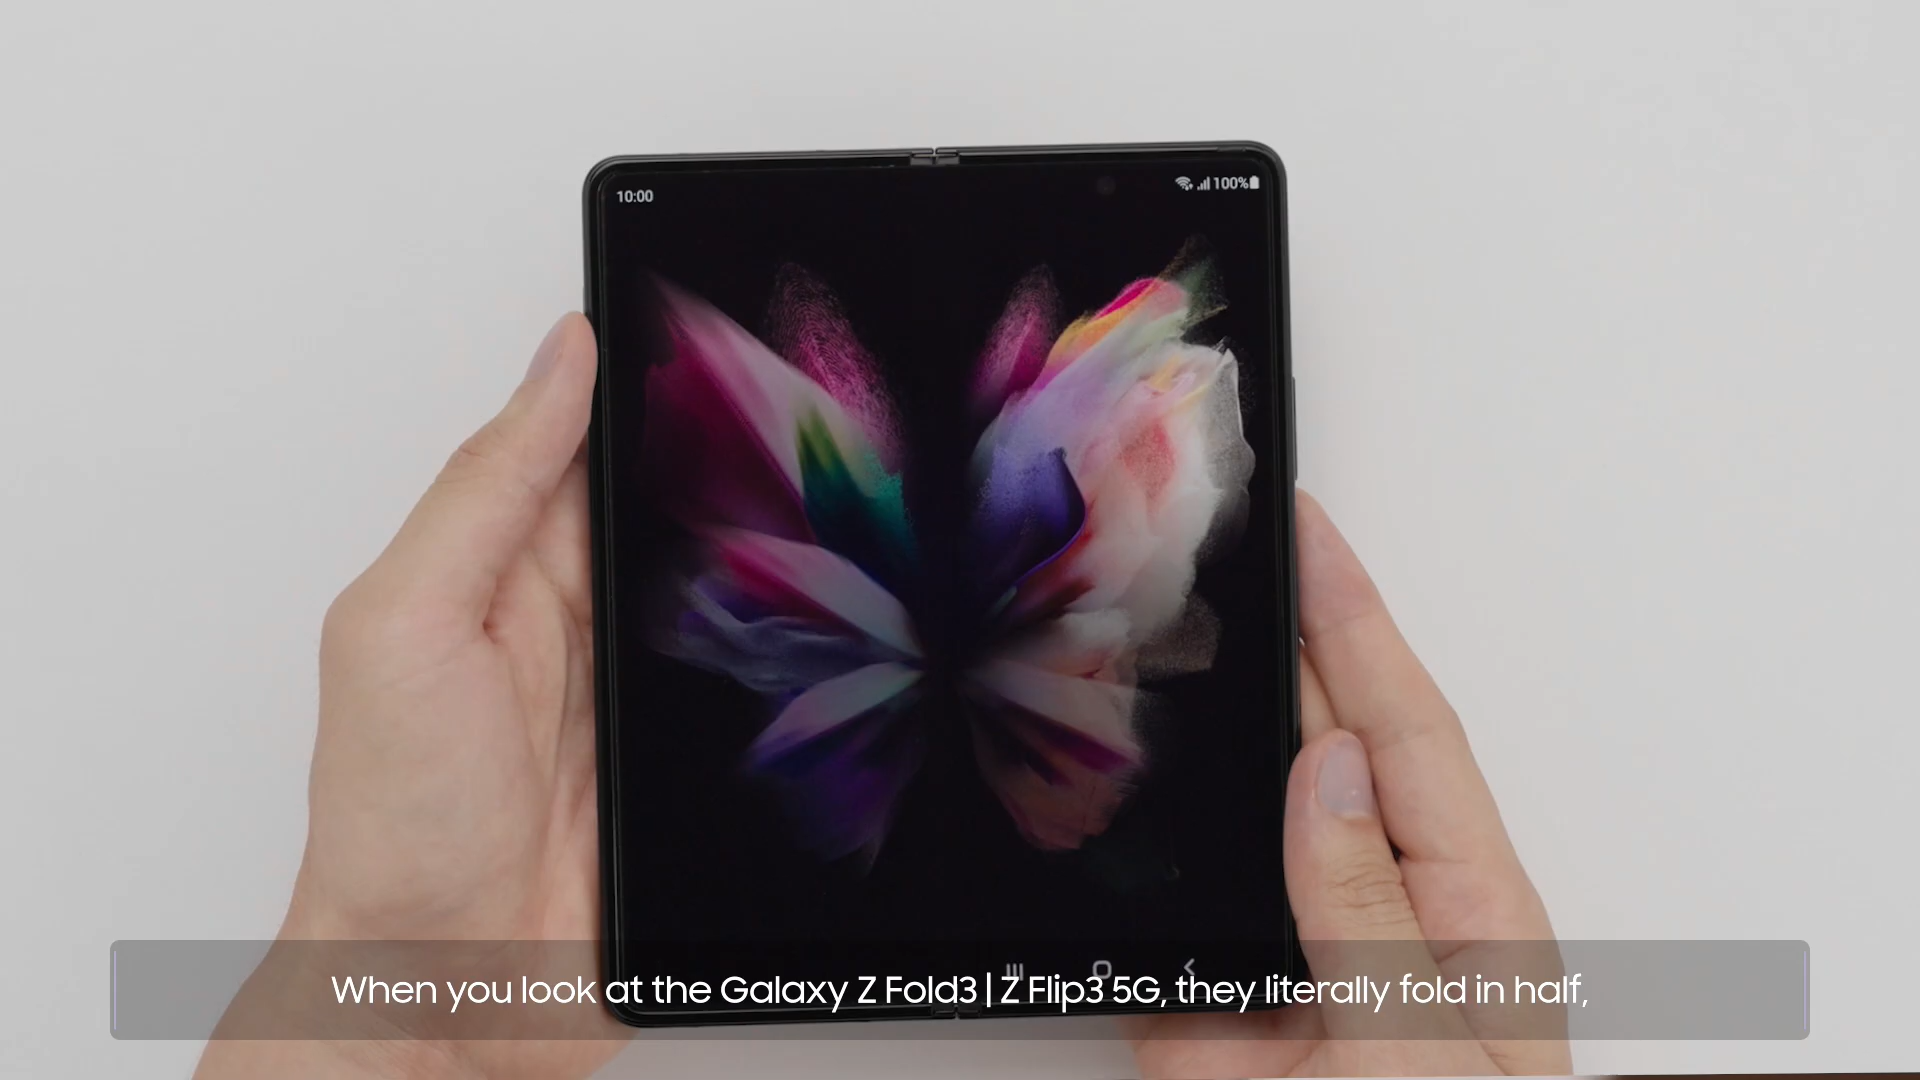 10:00
100%
When you look at the Galaxy Z Fold3 | Z Flip3 5G, they literally fold in half,